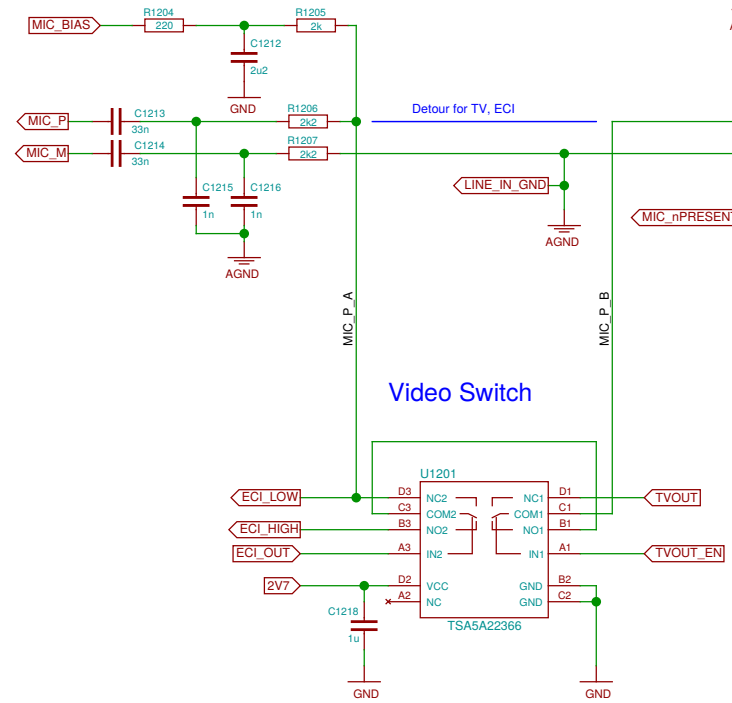 R1204
R1205
MIC_BIAS
220
2k
C1212
2u2
GND
C1213
R1206
Detour for TV, ECI
MIC_P
33n
2k2
C1214
R1207
MIC_M
33n
2k2
C1215
C1216
LINE_IN_GND
1n
1n
MIC_nPRESENT
AGND
AGND
MIC_P_A
MIC_P_B
Video Switch
U1201
ECI_LOW
D3
NC2
NC1
D1
TVOUT
C3
COM2
COM1
C1
ECI_HIGH
B3
NO2
NO1
B1
ECI_OUT
A3
IN2
IN1
A1
TVOUT_EN
2V7
D2
VCC
GND
B2
A2
NC
GND
C2
C1218
TSA5A22366
1u
GND
GND